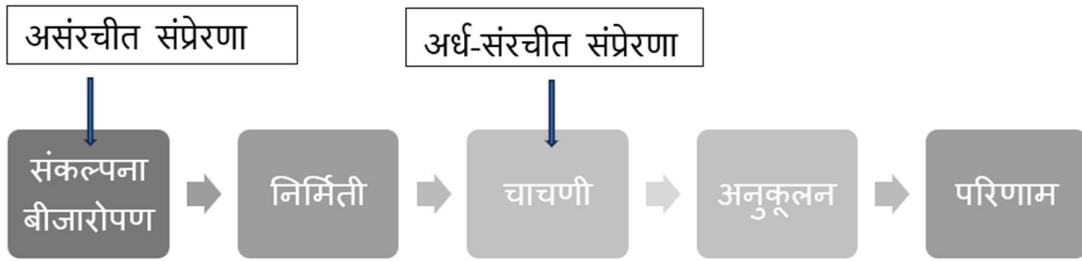 असंरचीत संप्रेरणा
अर्ध-संरचीत संप्रेरणा
संकल्पना
बीजारोपण
निर्मिती
चाचणी
अनुकूलन
परिणाम